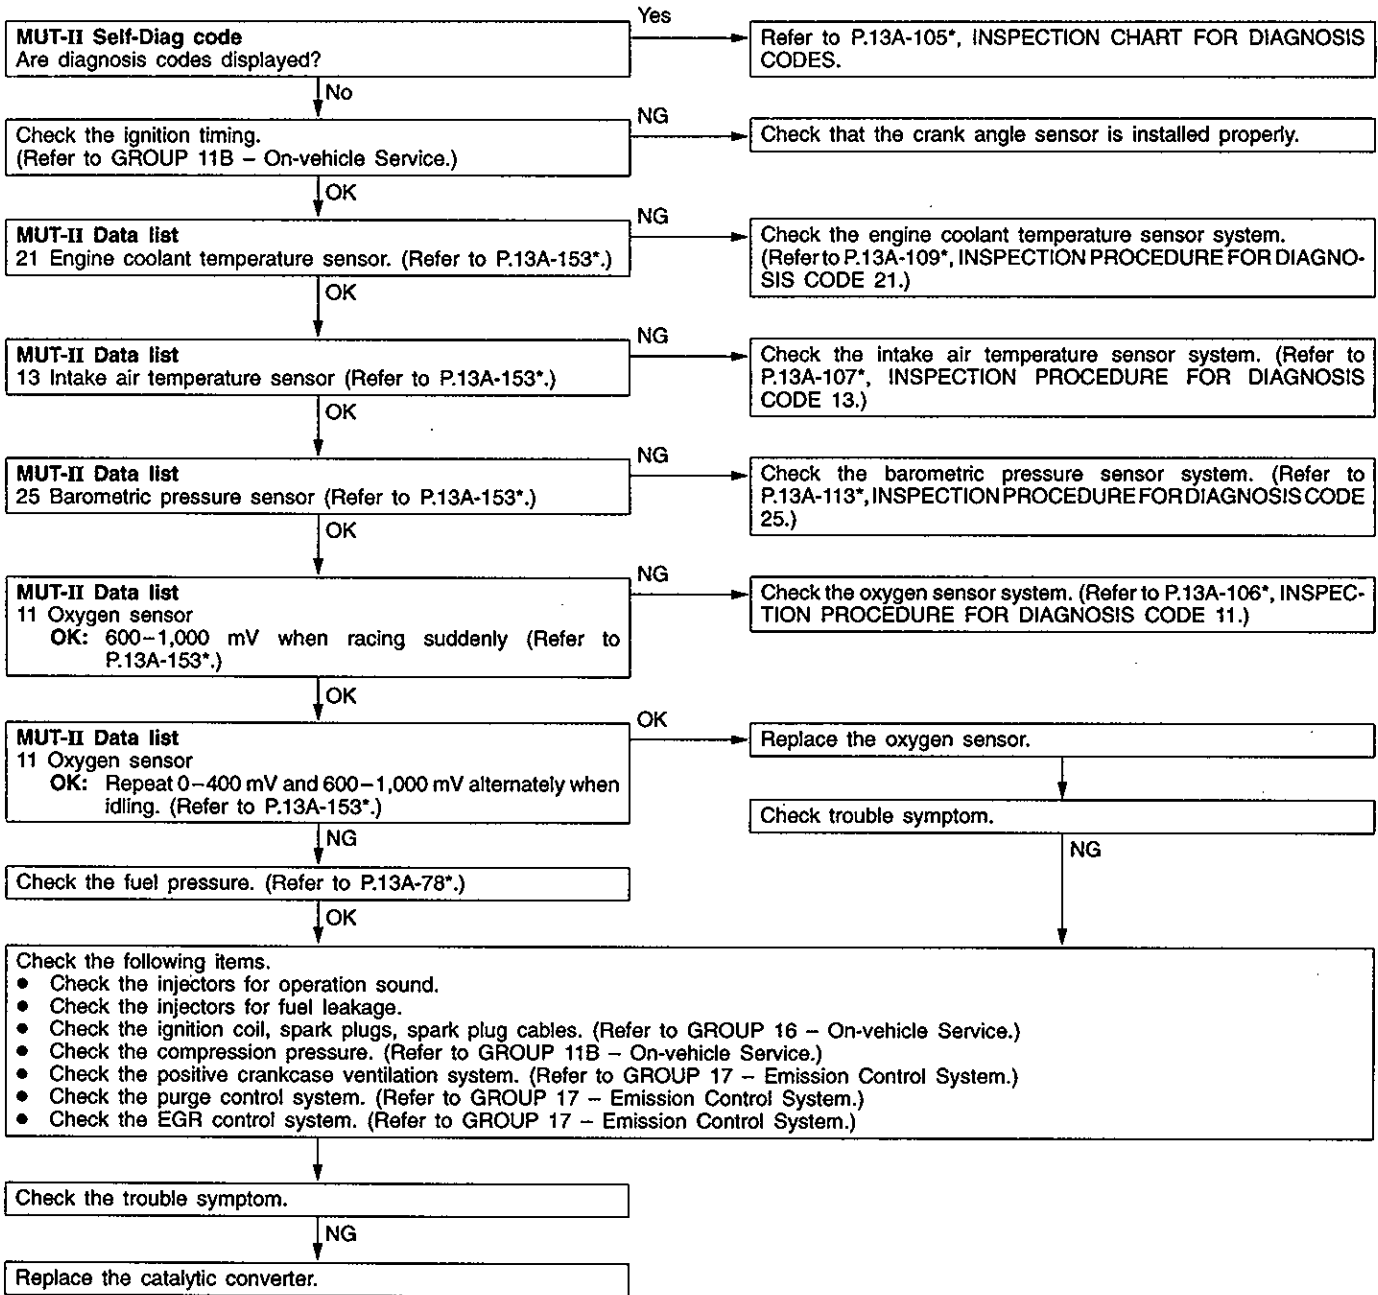 Yes
MUT-II Self-Diag code
Are diagnosis codes displayed?
Refer to P.13A-105*, INSPECTION CHART FOR DIAGNOSIS
CODES.
No
Check the ignition timing.
(Refer to GROUP 11B – On-vehicle Service.)
NG
Check that the crank angle sensor is installed properly.
OK
MUT-II Data list
21 Engine coolant temperature sensor. (Refer to P.13A-153*.)
NG
Check the engine coolant temperature sensor system.
(Refer to P.13A-109*, INSPECTION PROCEDURE FOR DIAGNO-
SIS CODE 21.)
OK
MUT-II Data list
13 Intake air temperature sensor (Refer to P.13A-153*.)
NG
Check the intake air temperature sensor system. (Refer to
P.13A-107*, INSPECTION PROCEDURE FOR DIAGNOSIS
CODE 13.)
OK
MUT-II Data list
25 Barometric pressure sensor (Refer to P.13A-153*.)
NG
Check the barometric pressure sensor system. (Refer to
P.13A-113*, INSPECTION PROCEDURE FOR DIAGNOSIS CODE
25.)
OK
MUT-II Data list
11 Oxygen sensor
OK: 600–1,000 mV when racing suddenly (Refer to
P.13A-153*.)
NG
Check the oxygen sensor system. (Refer to P.13A-106*, INSPEC-
TION PROCEDURE FOR DIAGNOSIS CODE 11.)
OK
MUT-II Data list
11 Oxygen sensor
OK: Repeat 0–400 mV and 600–1,000 mV alternately when
idling. (Refer to P.13A-153*.)
OK
Replace the oxygen sensor.
Check trouble symptom.
NG
NG
Check the fuel pressure. (Refer to P.13A-78*.)
OK
Check the following items.
• Check the injectors for operation sound.
• Check the injectors for fuel leakage.
• Check the ignition coil, spark plugs, spark plug cables. (Refer to GROUP 16 – On-vehicle Service.)
• Check the compression pressure. (Refer to GROUP 11B – On-vehicle Service.)
• Check the positive crankcase ventilation system. (Refer to GROUP 17 – Emission Control System.)
• Check the purge control system. (Refer to GROUP 17 – Emission Control System.)
• Check the EGR control system. (Refer to GROUP 17 – Emission Control System.)
Check the trouble symptom.
NG
Replace the catalytic converter.